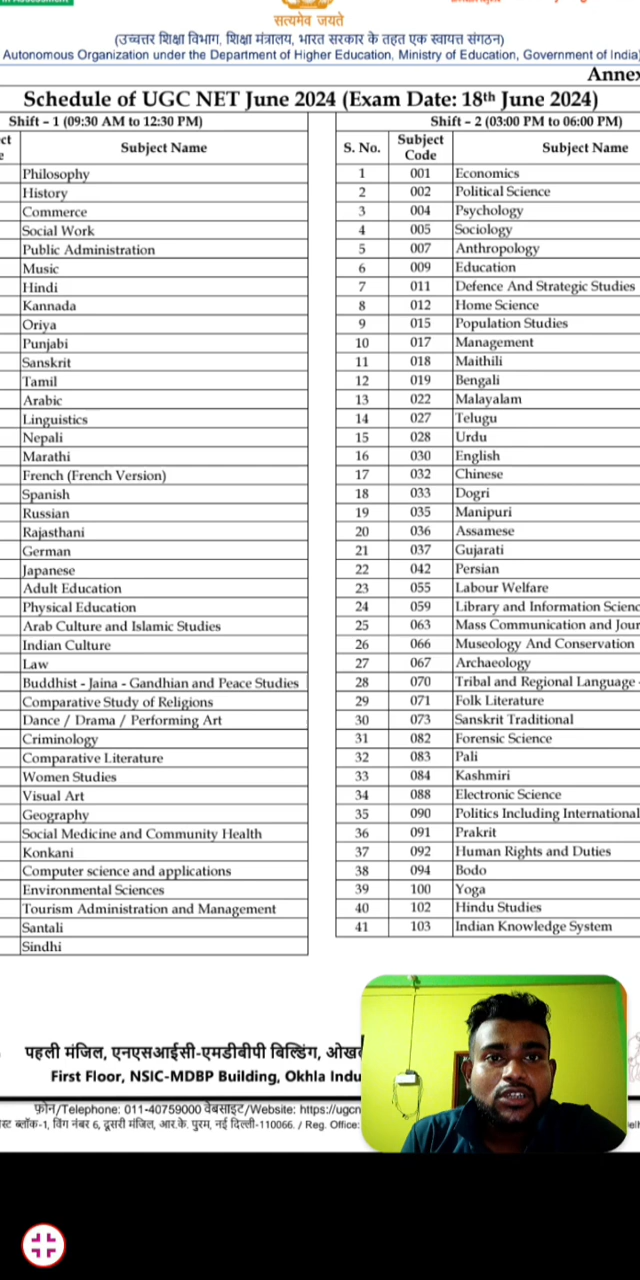 सत्यमेव जयते
(उच्चतर शिक्षा विभाग, शिक्षा मंत्रालय, भारत सरकार के तहत एक स्वायत्त संगठन)
Autonomous Organization under the Department of Higher Education, Ministry of Education, Government of India)
Annex
Schedule of UGC NET June 2024 (Exam Date: 18th June 2024)
Shift – 1 (09:30 AM to 12:30 PM)
Subject Name
Philosophy
History
Commerce
Social Work
Public Administration
Music
Hindi
Kannada
Oriya
Punjabi
Sanskrit
Tamil
Arabic
Linguistics
Nepali
Marathi
French (French Version)
Spanish
Russian
Rajasthani
German
Japanese
Adult Education
Physical Education
Arab Culture and Islamic Studies
Indian Culture
Law
Buddhist - Jaina - Gandhian and Peace Studies
Comparative Study of Religions
Dance / Drama / Performing Art
Criminology
Comparative Literature
Women Studies
Visual Art
Geography
Social Medicine and Community Health
Konkani
Computer science and applications
Environmental Sciences
Tourism Administration and Management
Santali
Sindhi
Shift – 2 (03:00 PM to 06:00 PM)
S. No. Subject Code Subject Name
1 001 Economics
2 002 Political Science
3 004 Psychology
4 005 Sociology
5 007 Anthropology
6 009 Education
7 011 Defence And Strategic Studies
8 012 Home Science
9 015 Population Studies
10 017 Management
11 018 Maithili
12 019 Bengali
13 022 Malayalam
14 027 Telugu
15 028 Urdu
16 030 English
17 032 Chinese
18 033 Dogri
19 035 Manipuri
20 036 Assamese
21 037 Gujarati
22 042 Persian
23 055 Labour Welfare
24 059 Library and Information Scienc
25 063 Mass Communication and Jour
26 066 Museology And Conservation
27 067 Archaeology
28 070 Tribal and Regional Language
29 071 Folk Literature
30 073 Sanskrit Traditional
31 082 Forensic Science
32 083 Pali
33 084 Kashmiri
34 088 Electronic Science
35 090 Politics Including International
36 091 Prakrit
37 092 Human Rights and Duties
38 094 Bodo
39 100 Yoga
40 102 Hindu Studies
41 103 Indian Knowledge System
पहली मंजिल, एनएसआईसी-एमडीबीपी बिल्डिंग, ओख
First Floor, NSIC-MDBP Building, Okhla Indu
फ़ोन/Telephone: 011-40759000 वेबसाइट/Website: https://ugcn
ब्लॉक-1, विंग नंबर 6, दूसरी मंजिल, आर.के. पुरम, नई दिल्ली-110066. / Reg. Office: